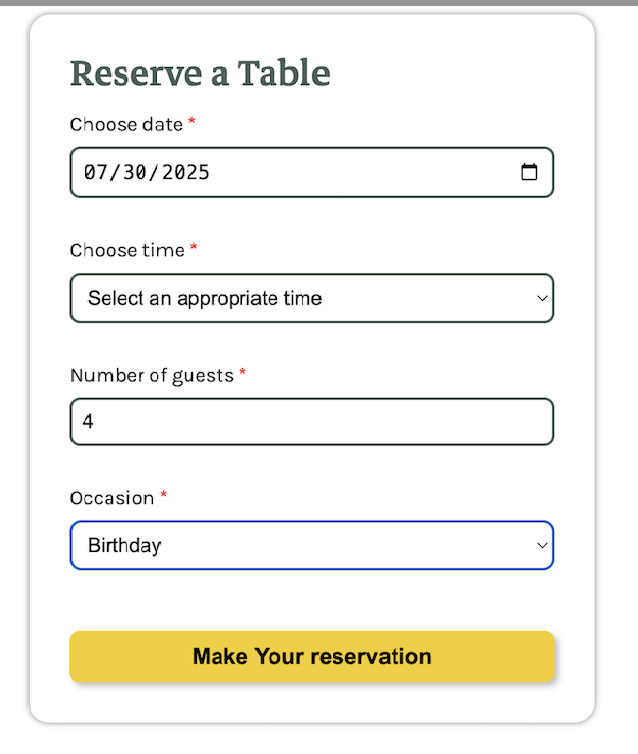 Reserve a Table
Choose date *
07/30/2025
Choose time *
Select an appropriate time
Number of guests *
4
Occasion *
Birthday
Make Your reservation